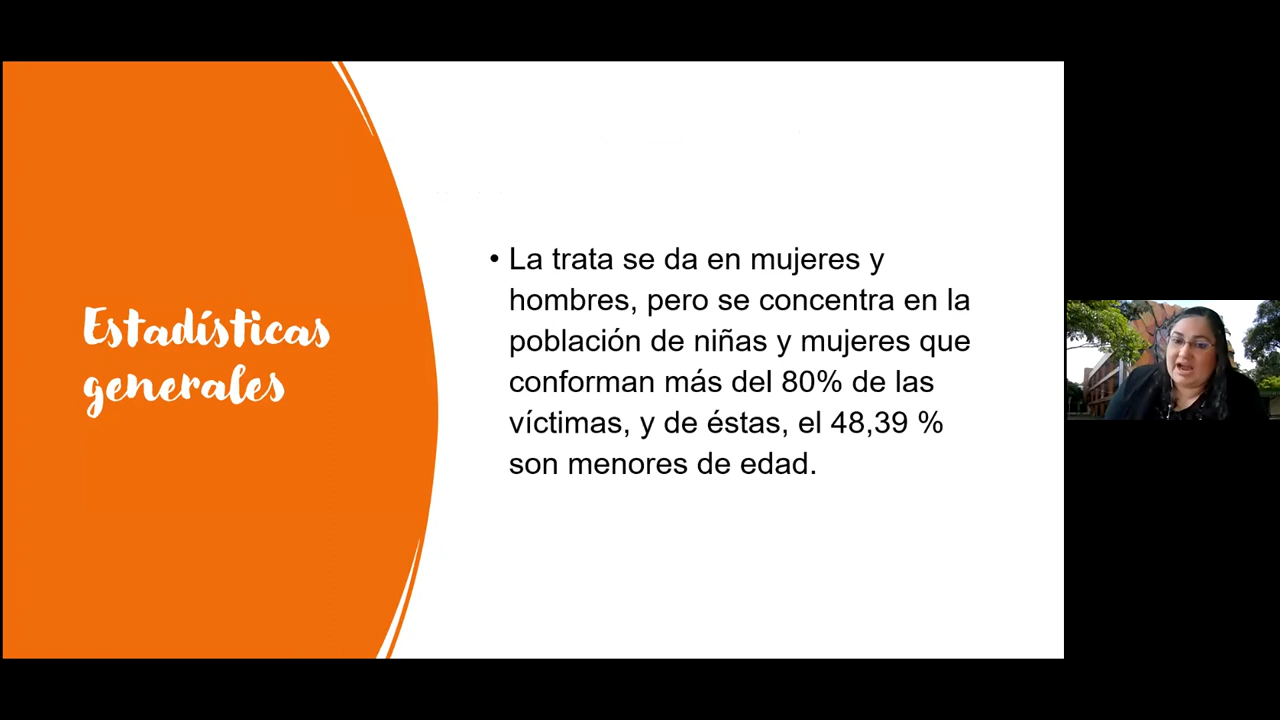 Estadísticas
generales
• La trata se da en mujeres y
hombres, pero se concentra en la
población de niñas y mujeres que
conforman más del 80% de las
víctimas, y de éstas, el 48,39 %
son menores de edad.